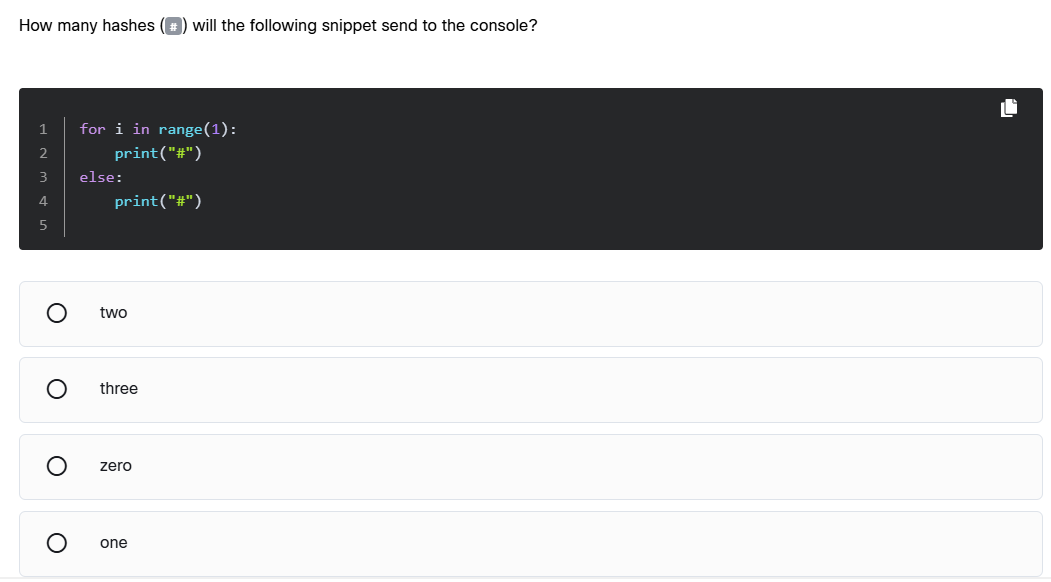 How many hashes (#) will the following snippet send to the console?
1 for i in range(1):
2     print("#")
3 else:
4     print("#")
5
two
three
zero
one